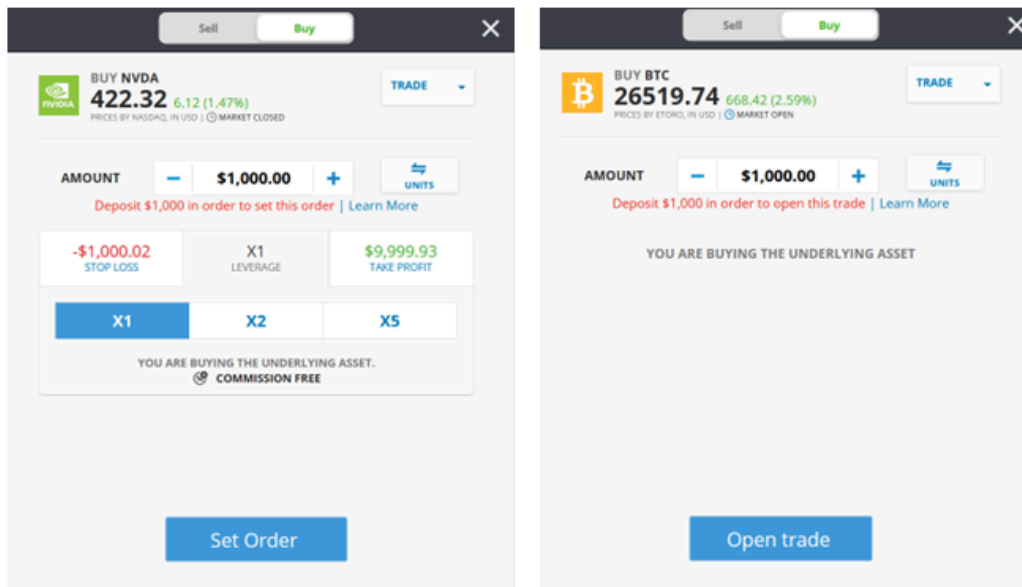 Sell Buy
BUY NVDA
422.32 6.12 (1.47%)
PRICES BY NASDAQ, IN USD | MARKET CLOSED
TRADE
AMOUNT
− $1,000.00 +
UNITS
Deposit $1,000 in order to set this order | Learn More
-$1,000.02
STOP LOSS
X1
LEVERAGE
$9,999.93
TAKE PROFIT
X1 X2 X5
YOU ARE BUYING THE UNDERLYING ASSET.
COMMISSION FREE
Set Order
Sell Buy
BUY BTC
26519.74 668.42 (2.59%)
PRICES BY ETORO, IN USD | MARKET OPEN
TRADE
AMOUNT
− $1,000.00 +
UNITS
Deposit $1,000 in order to open this trade | Learn More
YOU ARE BUYING THE UNDERLYING ASSET
Open trade